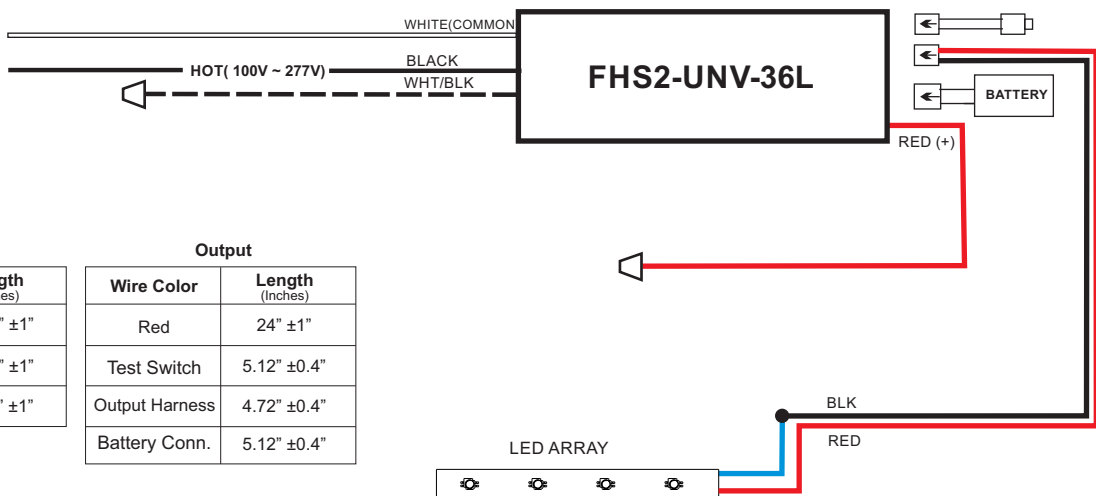 WHITE(COMMON
HOT( 100V ~ 277V)
BLACK
WHT/BLK
FHS2-UNV-36L
BATTERY
RED (+)
Output
Wire Color
Length
(Inches)
Red
24” ±1”
Test Switch
5.12” ±0.4”
Output Harness
4.72” ±0.4”
Battery Conn.
5.12” ±0.4”
” ±1”
” ±1”
” ±1”
BLK
RED
LED ARRAY